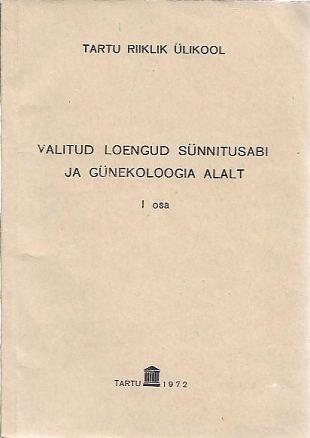 TARTU RIIKLIK ÜLIKOOL
VALITUD LOENGUD SÜNNITUSABI
JA GÜNEKOLOOGIA ALALT
I osa
TARTU 1972